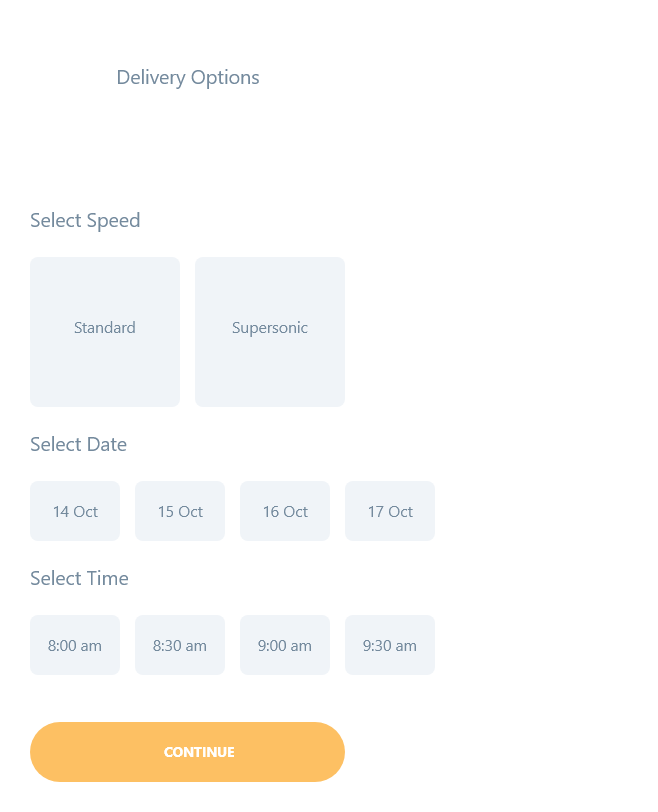 Delivery Options
Select Speed
Standard Supersonic
Select Date
14 Oct 15 Oct 16 Oct 17 Oct
Select Time
8:00 am 8:30 am 9:00 am 9:30 am
CONTINUE